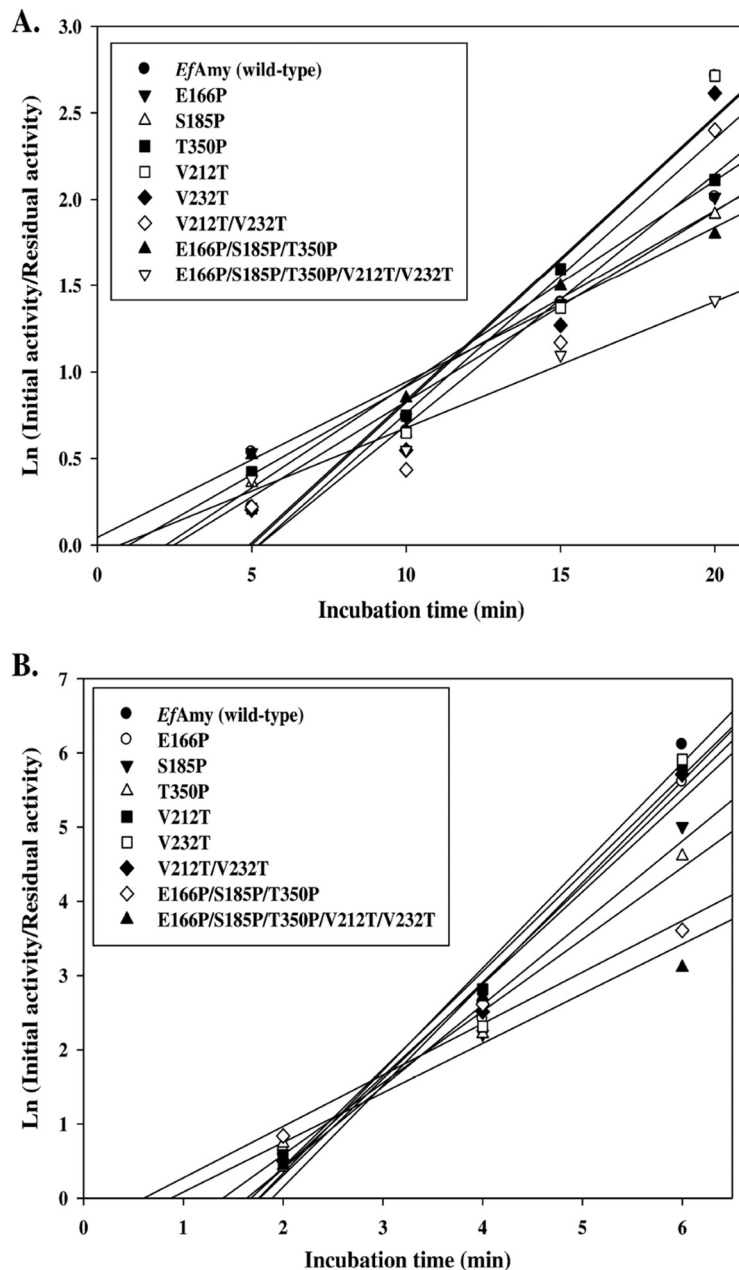 A.
3.0
EfAmy (wild-type)
E166P
S185P
T350P
V212T
V232T
V212T/V232T
E166P/S185P/T350P
E166P/S185P/T350P/V212T/V232T
2.5
2.0
1.5
1.0
0.5
0.0
Ln (Initial activity/Residual activity)
0 5 10 15 20
Incubation time (min)
B.
7
EfAmy (wild-type)
E166P
S185P
T350P
V212T
V232T
V212T/V232T
E166P/S185P/T350P
E166P/S185P/T350P/V212T/V232T
6
5
4
3
2
1
0
Ln (Initial activity/Residual activity)
0 2 4 6
Incubation time (min)